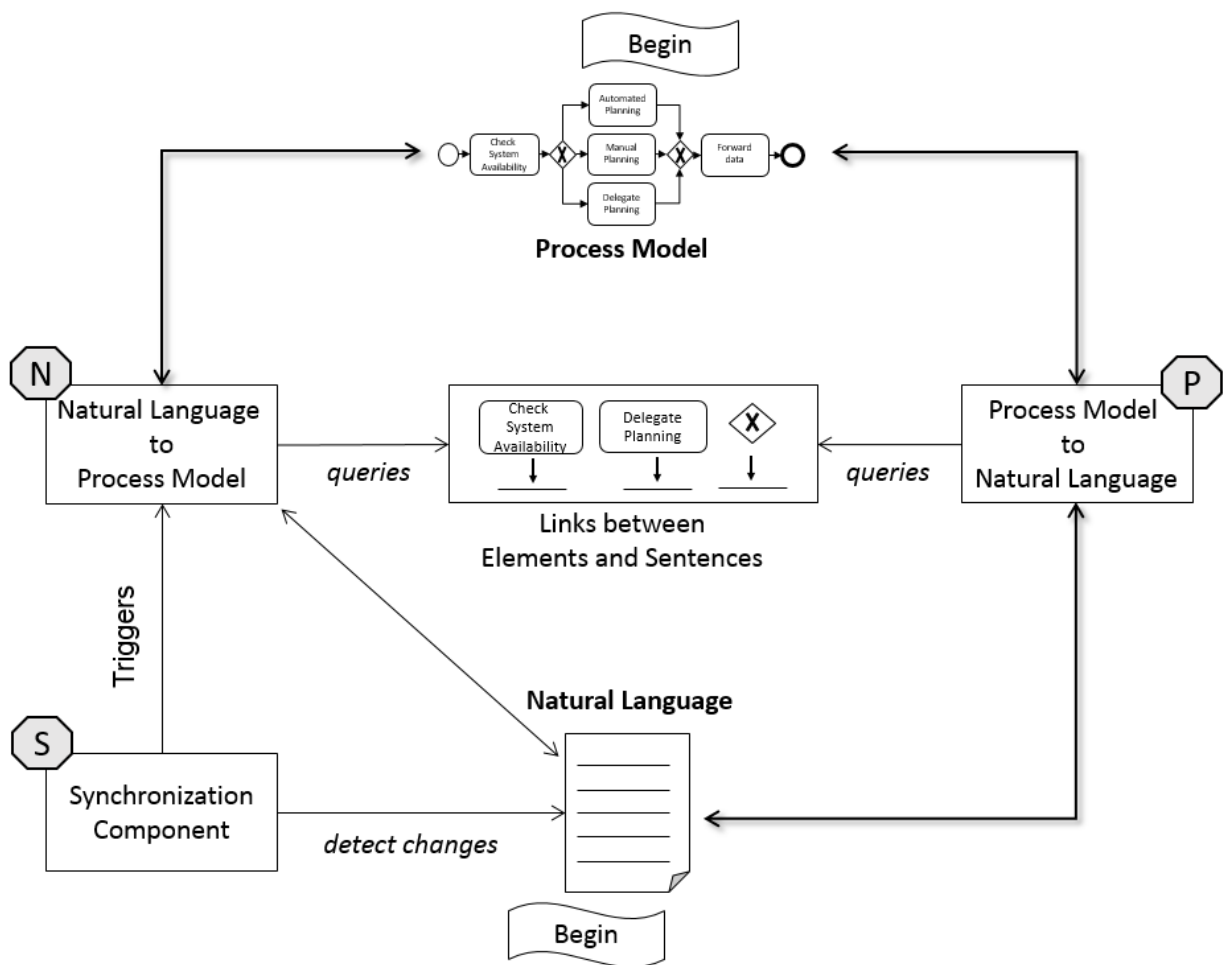 Begin
Automated
Planning
Check
System
Availability
X
Manual
Planning
X
Forward
data
Delegate
Planning
Process Model
N
Natural Language
to
Process Model
queries
Check
System
Availability
Delegate
Planning
X
Links between
Elements and Sentences
queries
P
Process Model
to
Natural Language
Triggers
Natural Language
S
Synchronization
Component
detect changes
Begin